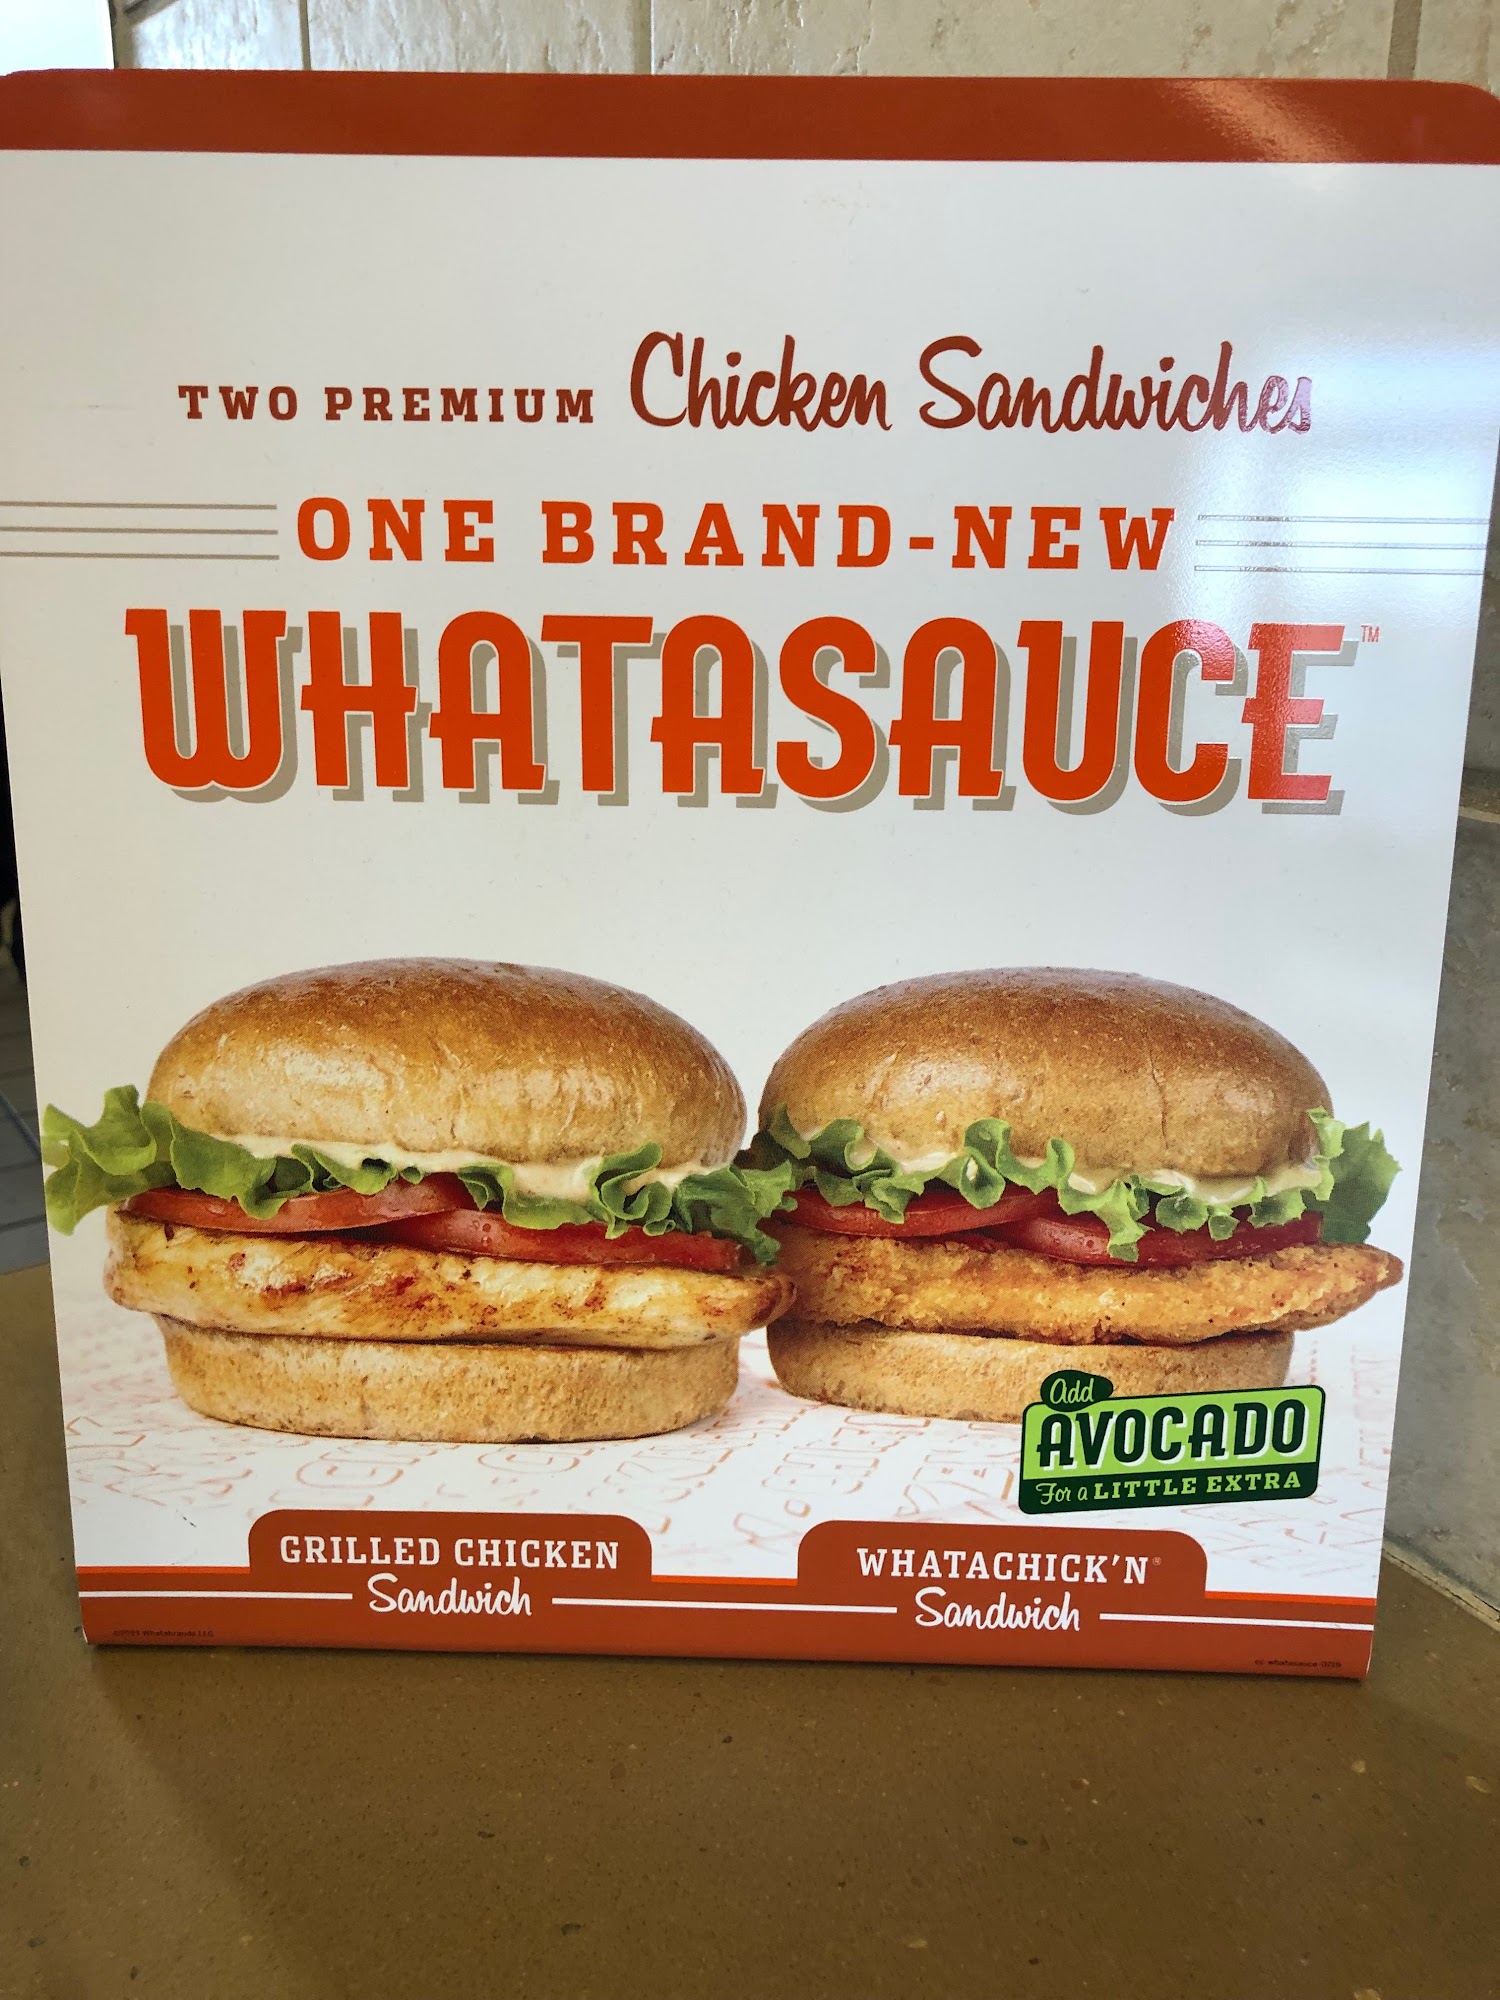 TWO PREMIUM Chicken Sandwiches
ONE BRAND-NEW
WHATASAUCE™
Add
AVOCADO
For a LITTLE EXTRA
GRILLED CHICKEN
Sandwich
WHATACHICK'N®
Sandwich